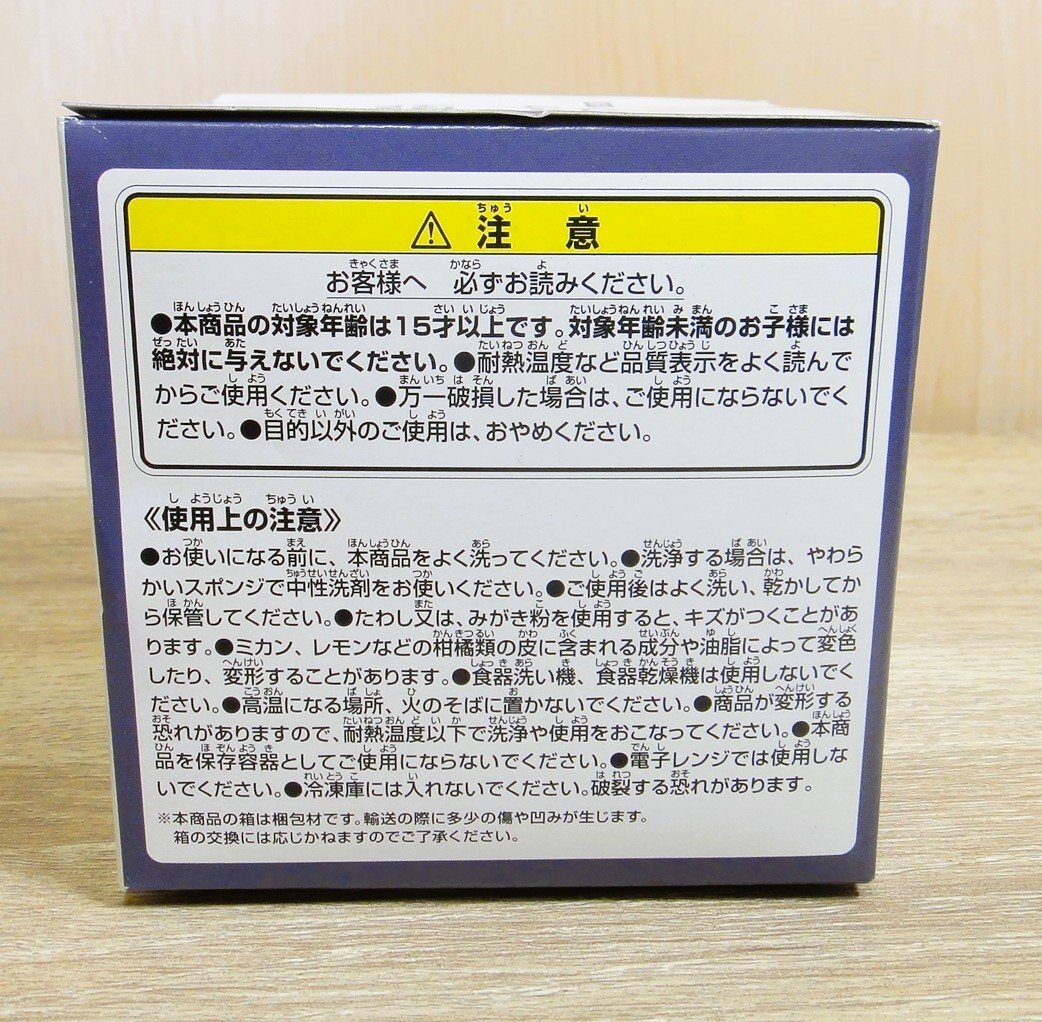 ⚠ 注意
お客様へ 必ずお読みください。
●本商品の対象年齢は15才以上です。対象年齢未満のお子様には
絶対に与えないでください。●耐熱温度など品質表示をよく読んで
からご使用ください。●万一破損した場合は、ご使用にならないでく
ださい。●目的以外のご使用は、おやめください。
《使用上の注意》
●お使いになる前に、本商品をよく洗ってください。●洗浄する場合は、やわら
かいスポンジで中性洗剤をお使いください。●ご使用後はよく洗い、乾かしてか
ら保管してください。●たわし又は、みがき粉を使用すると、キズがつくことがあ
ります。●ミカン、レモンなどの柑橘類の皮に含まれる成分や油脂によって変色
したり、変形することがあります。●食器洗い機、食器乾燥機は使用しないでく
ださい。●高温になる場所、火のそばに置かないでください。●商品が変形する
恐れがありますので、耐熱温度以下で洗浄や使用をおこなってください。●本商
品を保存容器としてご使用にならないでください。●電子レンジでは使用しな
いでください。●冷凍庫には入れないでください。破裂する恐れがあります。
※本商品の箱は梱包材です。輸送の際に多少の傷や凹みが生じます。
箱の交換には応じかねますのでご了承ください。